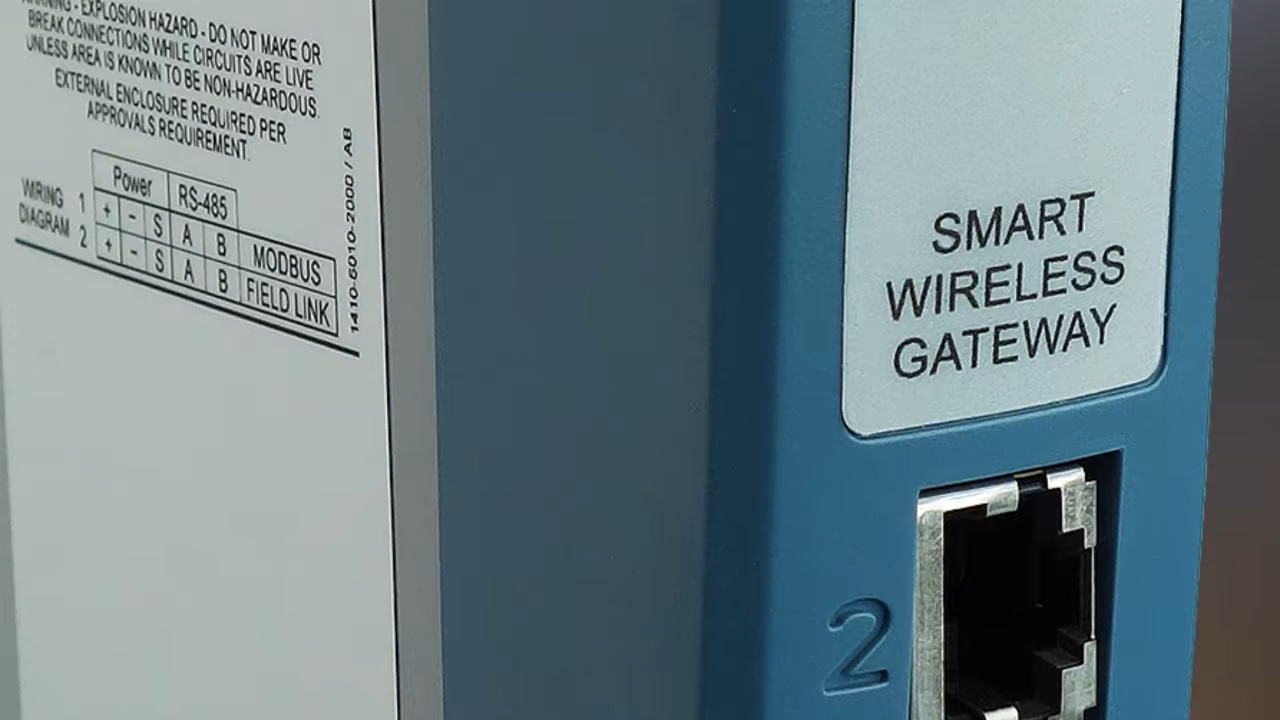 WARNING - EXPLOSION HAZARD - DO NOT MAKE OR
BREAK CONNECTIONS WHILE CIRCUITS ARE LIVE
UNLESS AREA IS KNOWN TO BE NON-HAZARDOUS.
EXTERNAL ENCLOSURE REQUIRED PER
APPROVALS REQUIREMENT.
Power RS-485
WIRING 1 + - S A B MODBUS
DIAGRAM 2 + - S A B FIELD LINK
1410-6010-2000 / AB
SMART
WIRELESS
GATEWAY
2